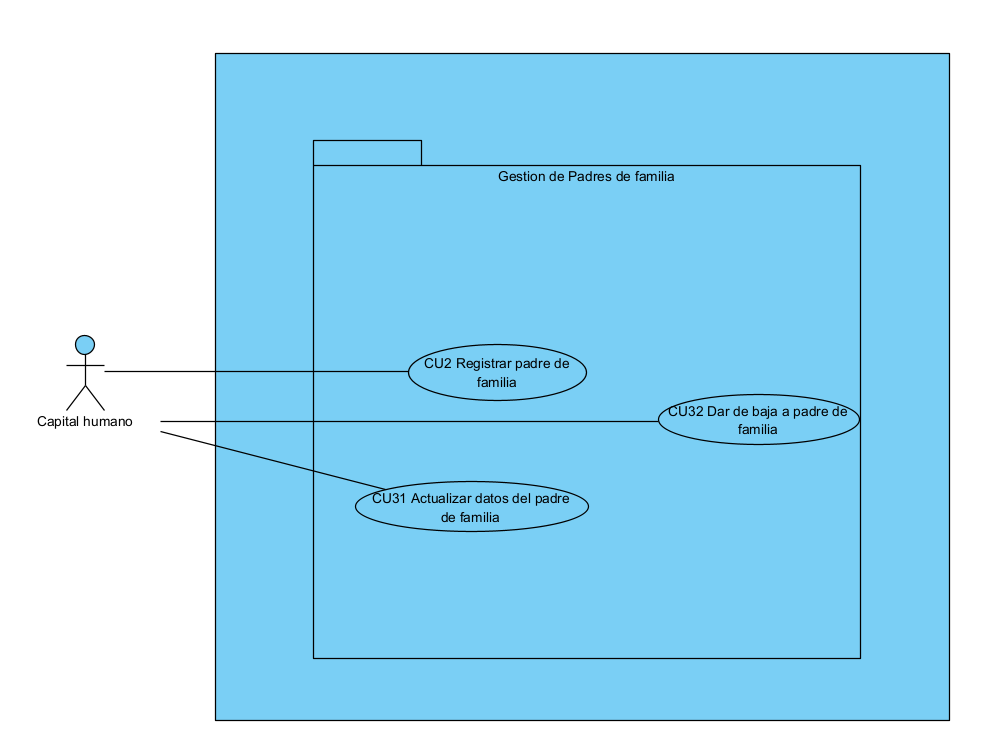 Gestion de Padres de familia
CU2 Registrar padre de
familia
CU32 Dar de baja a padre de
familia
Capital humano
CU31 Actualizar datos del padre
de familia